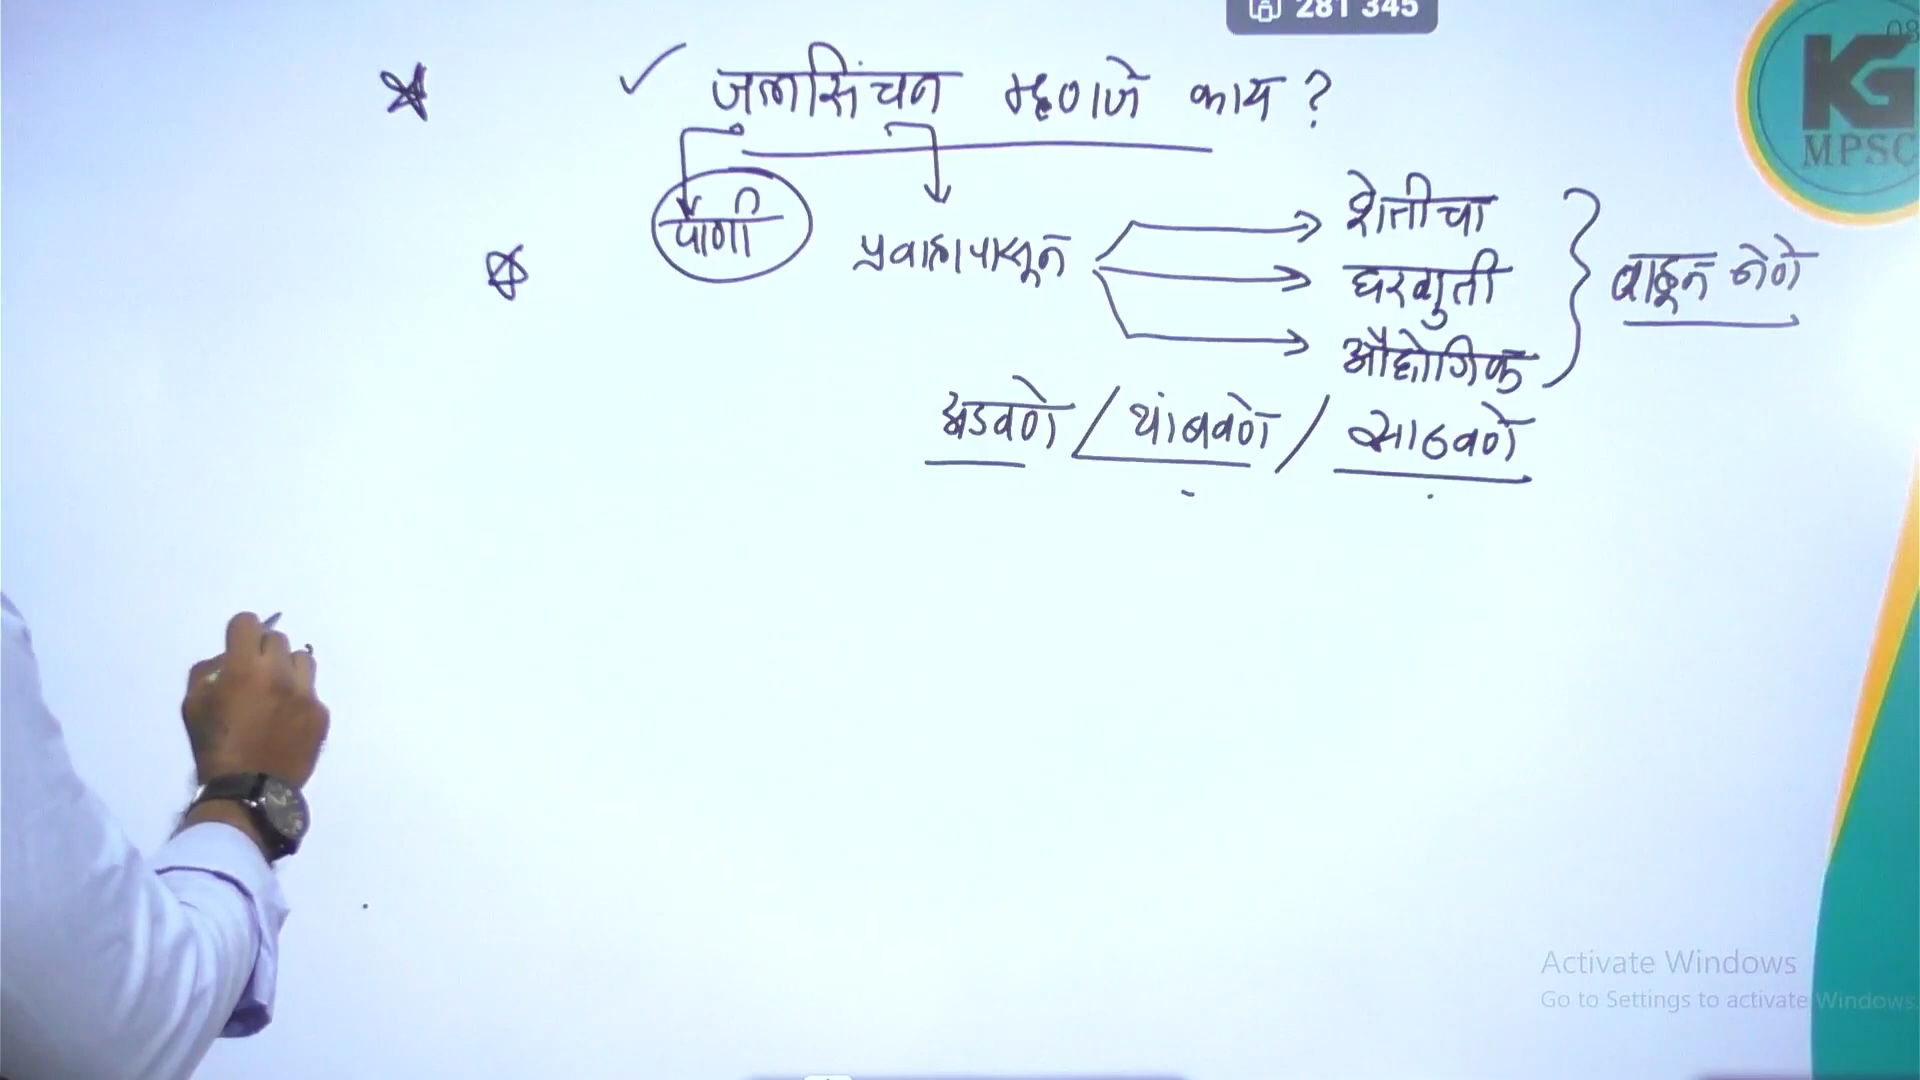 281 345
KG
MPSC
जलसिंचन म्हणजे काय ?
पाणी
प्रवाहापासून
शेतीचा
घरगुती
औद्योगिक
वाहून नेणे
अडवणे / थांबवणे / साठवणे
Activate Windows
Go to Settings to activate Windows.